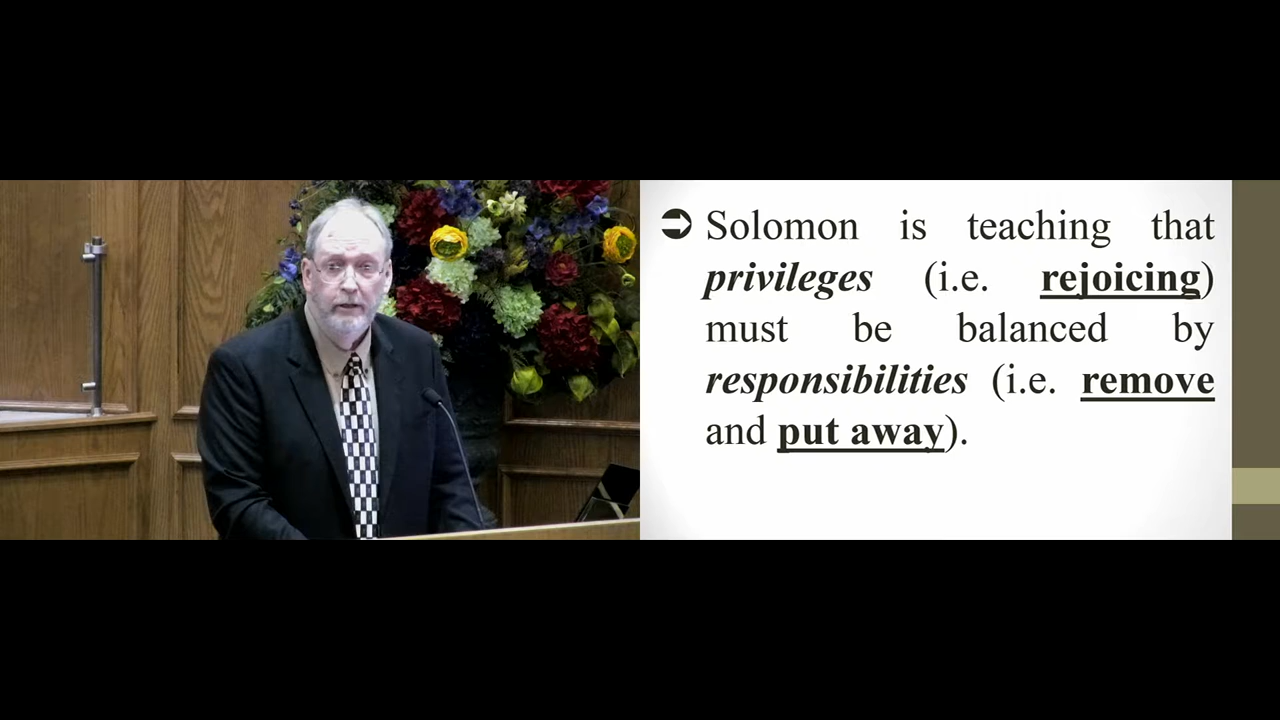 ➲ Solomon is teaching that
privileges (i.e. rejoicing)
must be balanced by
responsibilities (i.e. remove
and put away).